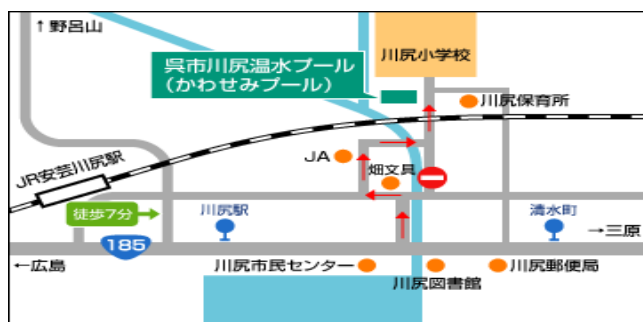 ↑野呂山
川尻小学校
呉市川尻温水プール
(かわせみプール)
川尻保育所
JA
畑文具
JR安芸川尻駅
徒歩7分
川尻駅
清水町
→三原
185
←広島
川尻市民センター
川尻郵便局
川尻図書館